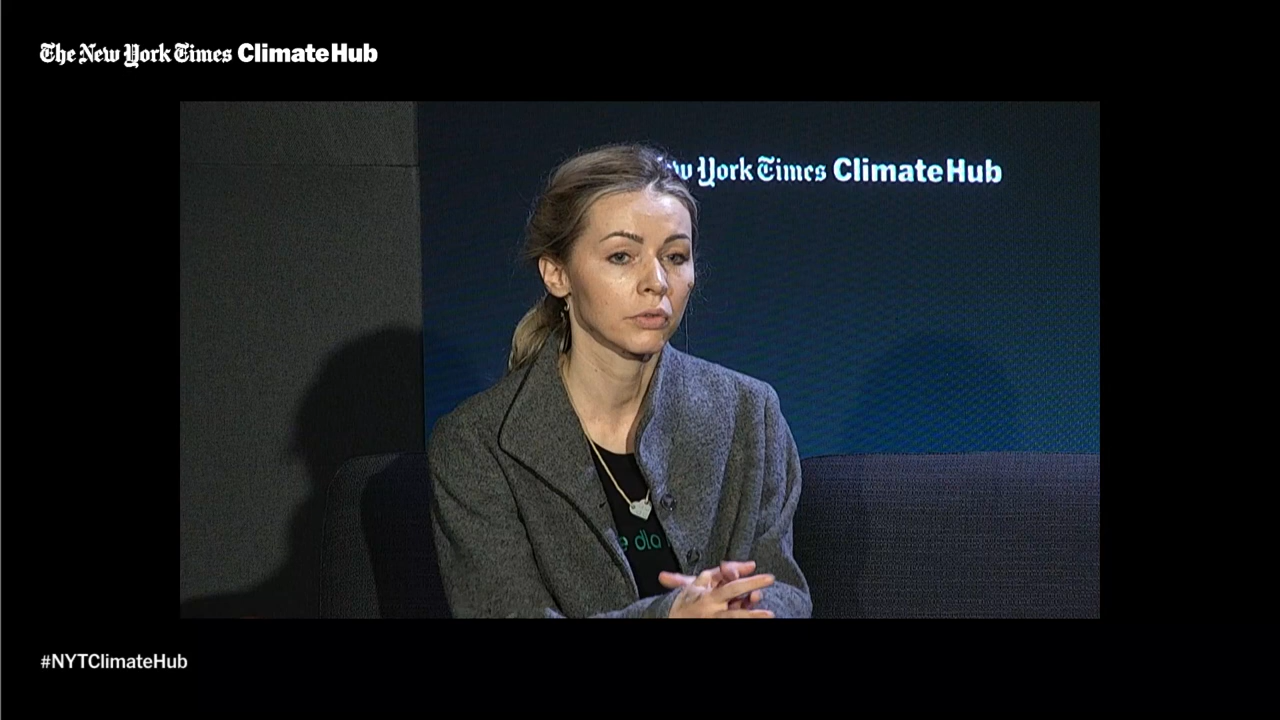 The New York Times Climate Hub
w York Times Climate Hub
e dla
#NYTClimateHub